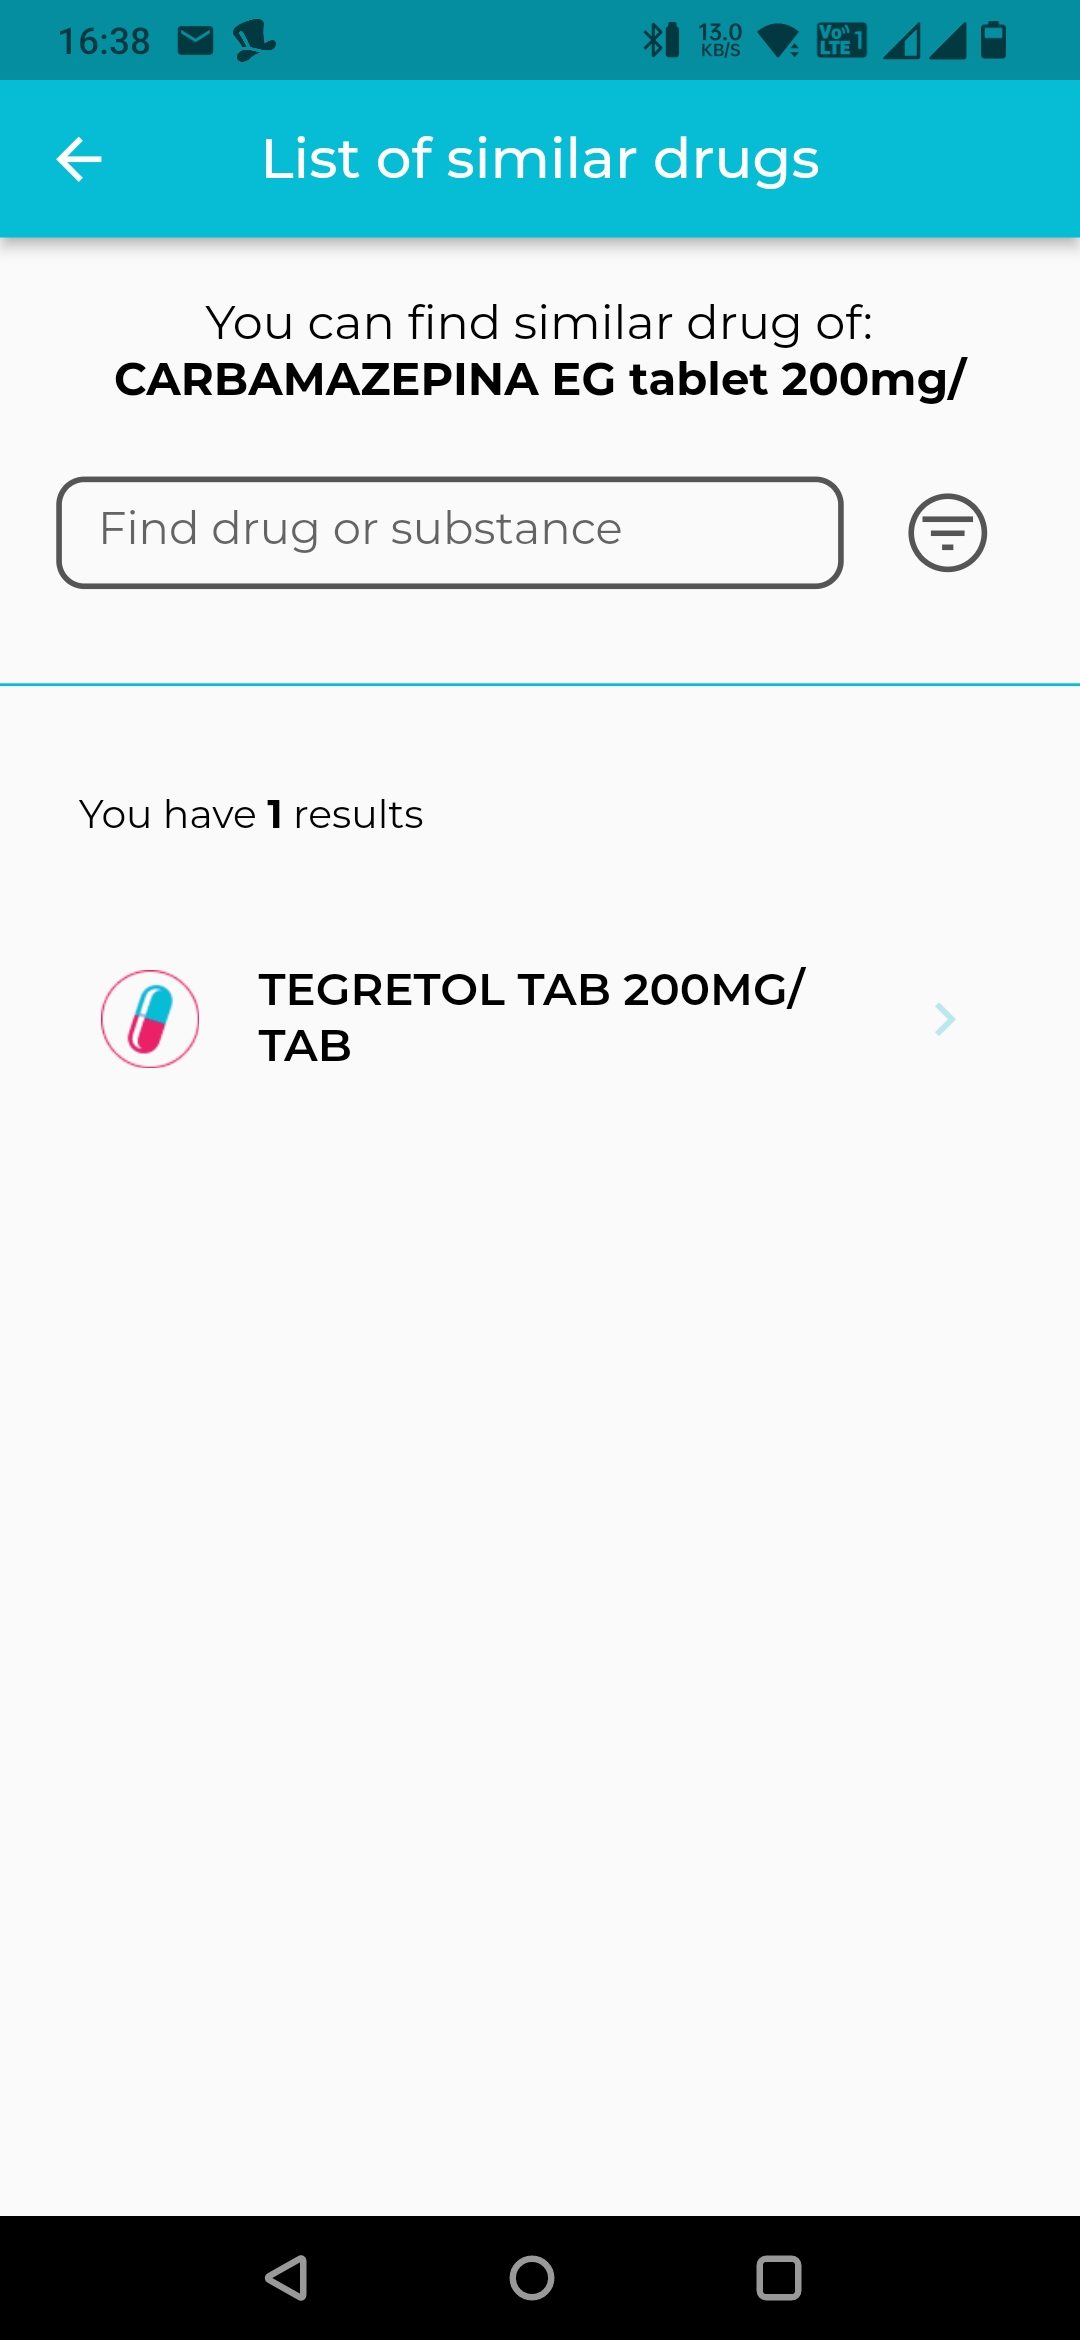 16:38
13.0
KB/S
Vo 1
LTE
List of similar drugs
You can find similar drug of:
CARBAMAZEPINA EG tablet 200mg/
Find drug or substance
You have 1 results
TEGRETOL TAB 200MG/
TAB